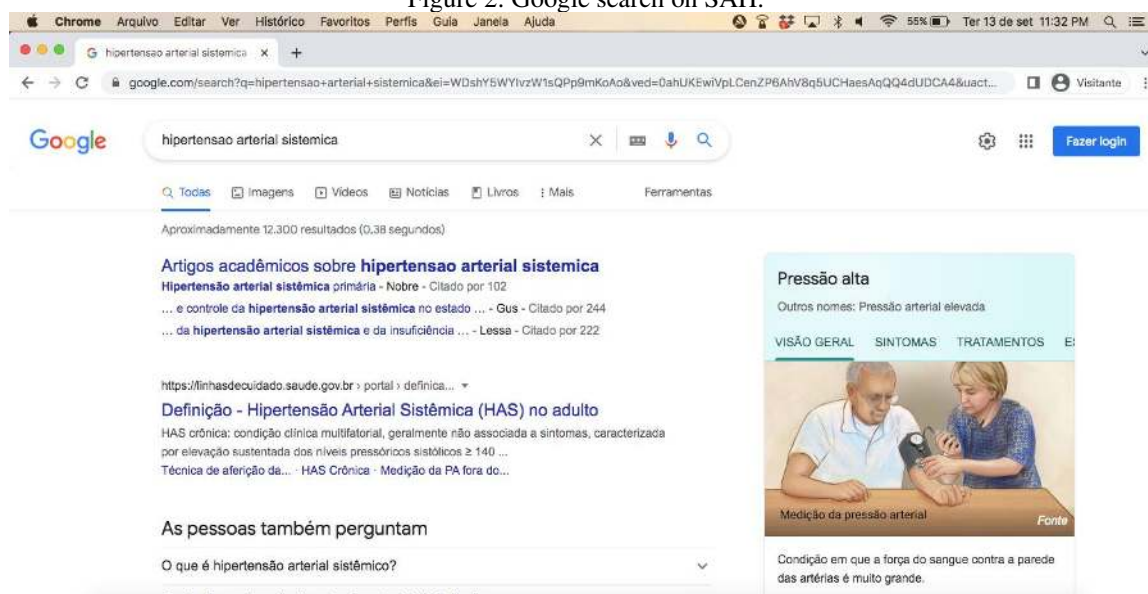 Figure 2. Google search on SAH.
Chrome Arquivo Editar Ver Histórico Favoritos Perfis Guia Janela Ajuda 55% Ter 13 de set 11:32 PM
G hipertensao arterial sistemica
google.com/search?q=hipertensao+arterial+sistemica& Visitante
Google hipertensao arterial sistemica Fazer login
Todas Imagens Vídeos Notícias Livros Mais Ferramentas
Aproximadamente 12.300 resultados (0,38 segundos)
Artigos acadêmicos sobre hipertensao arterial sistemica
Hipertensão arterial sistêmica primária - Nobre - Citado por 102
... e controle da hipertensão arterial sistêmica no estado ... - Gus - Citado por 244
... da hipertensão arterial sistêmica e da insuficiência ... - Lessa - Citado por 222
https://linhasdecuidado.saude.gov.br › portal › definica...
Definição - Hipertensão Arterial Sistêmica (HAS) no adulto
HAS crônica: condição clínica multifatorial, geralmente não associada a sintomas, caracterizada
por elevação sustentada dos níveis pressóricos sistólicos ≥ 140 ...
Técnica de aferição da... · HAS Crônica · Medição da PA fora do...
As pessoas também perguntam
O que é hipertensão arterial sistêmico?
Pressão alta
Outros nomes: Pressão arterial elevada
VISÃO GERAL SINTOMAS TRATAMENTOS
Medição da pressão arterial Fonte
Condição em que a força do sangue contra a parede
das artérias é muito grande.